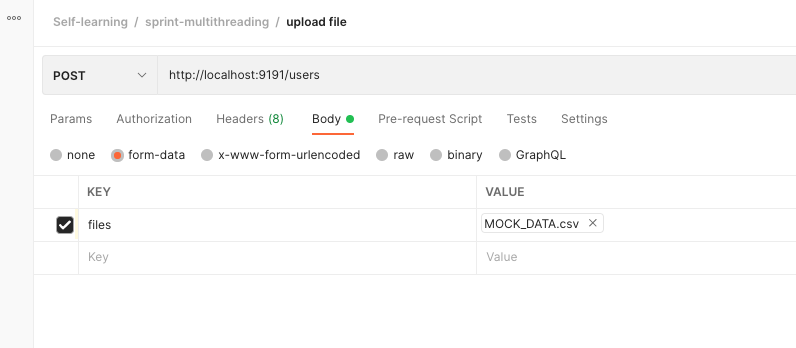 Self-learning / sprint-multithreading / upload file
POST http://localhost:9191/users
Params Authorization Headers (8) Body Pre-request Script Tests Settings
none form-data x-www-form-urlencoded raw binary GraphQL
KEY VALUE
files MOCK_DATA.csv
Key Value